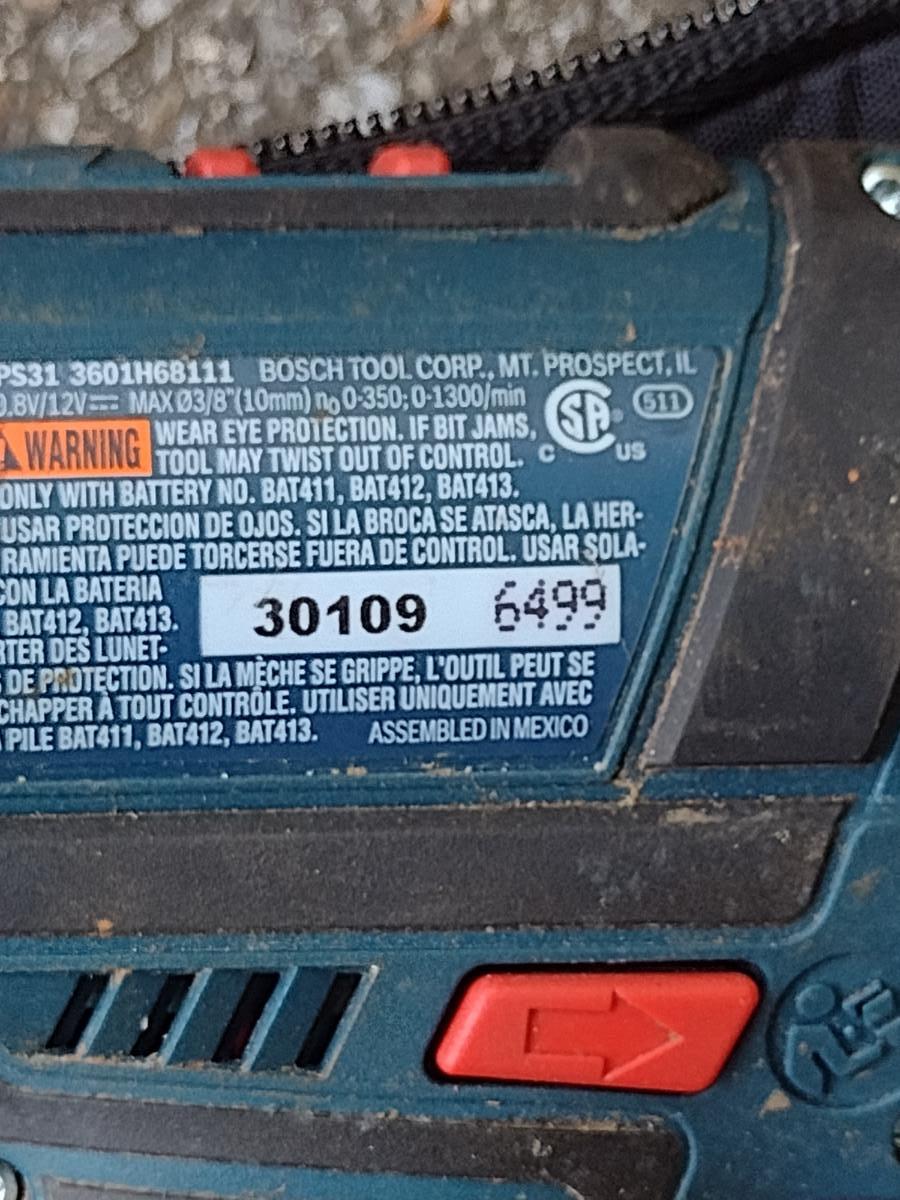 PS31 3601H68111 BOSCH TOOL CORP., MT. PROSPECT, IL
0.8V/12V⎓ MAX Ø3/8"(10mm) n₀ 0-350; 0-1300/min
511
WARNING WEAR EYE PROTECTION. IF BIT JAMS,
TOOL MAY TWIST OUT OF CONTROL.
C SA ® US
ONLY WITH BATTERY NO. BAT411, BAT412, BAT413.
USAR PROTECCION DE OJOS. SI LA BROCA SE ATASCA, LA HER-
RAMIENTA PUEDE TORCERSE FUERA DE CONTROL. USAR SOLA-
CON LA BATERIA
BAT412, BAT413.
30109 6499
RTER DES LUNET-
DE PROTECTION. SI LA MÈCHE SE GRIPPE, L'OUTIL PEUT SE
CHAPPER À TOUT CONTRÔLE. UTILISER UNIQUEMENT AVEC
PILE BAT411, BAT412, BAT413. ASSEMBLED IN MEXICO